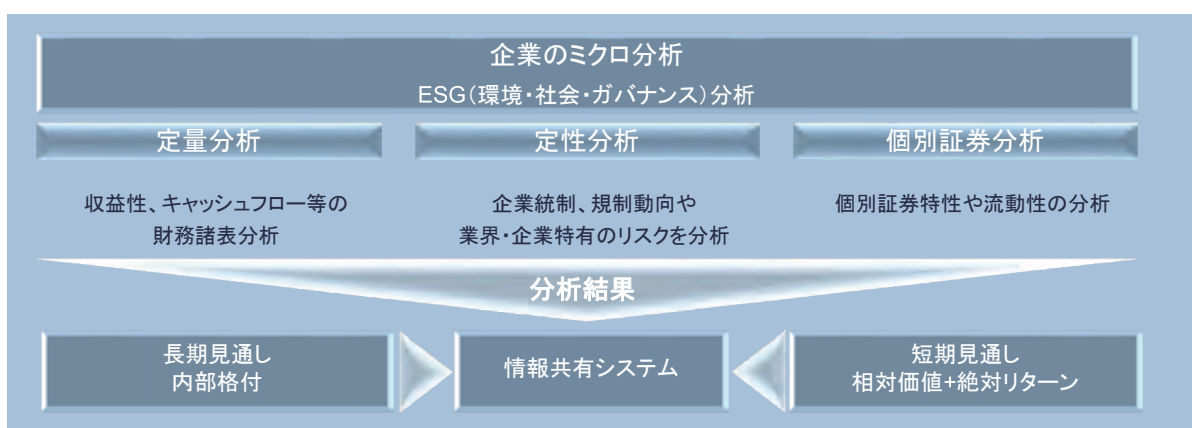 企業のミクロ分析
ESG(環境・社会・ガバナンス)分析
定量分析
定性分析
個別証券分析
収益性、キャッシュフロー等の
財務諸表分析
企業統制、規制動向や
業界・企業特有のリスクを分析
個別証券特性や流動性の分析
分析結果
長期見通し
内部格付
情報共有システム
短期見通し
相対価値+絶対リターン